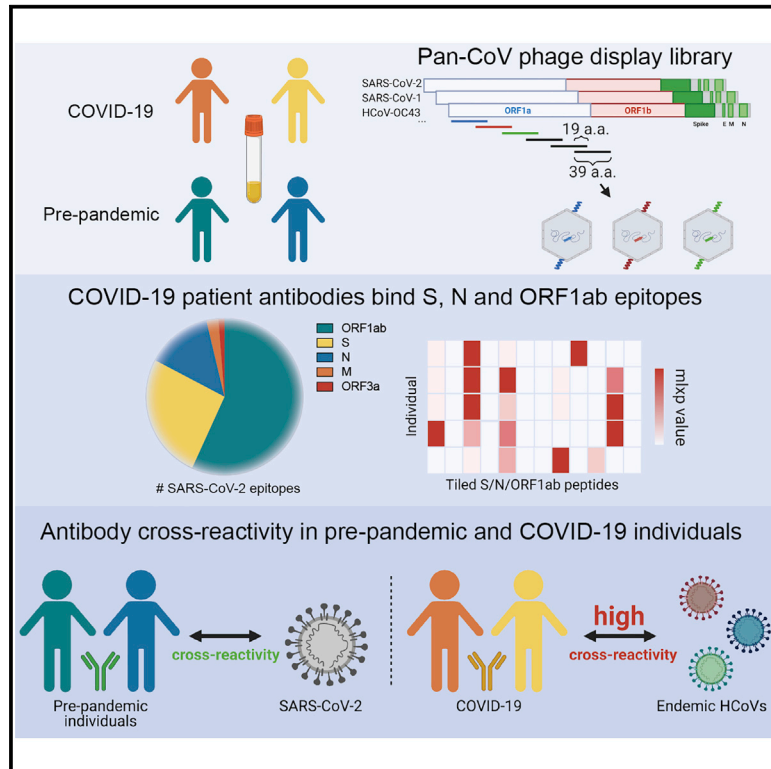 Pan-CoV phage display library
COVID-19
Pre-pandemic
SARS-CoV-2
SARS-CoV-1
HCoV-OC43
...
ORF1a
ORF1b
Spike
E
M
N
19 a.a.
39 a.a.
COVID-19 patient antibodies bind S, N and ORF1ab epitopes
ORF1ab
S
N
M
ORF3a
# SARS-CoV-2 epitopes
Individual
mlxp value
Tiled S/N/ORF1ab peptides
Antibody cross-reactivity in pre-pandemic and COVID-19 individuals
cross-reactivity
Pre-pandemic
individuals
SARS-CoV-2
high
cross-reactivity
COVID-19
Endemic HCoVs